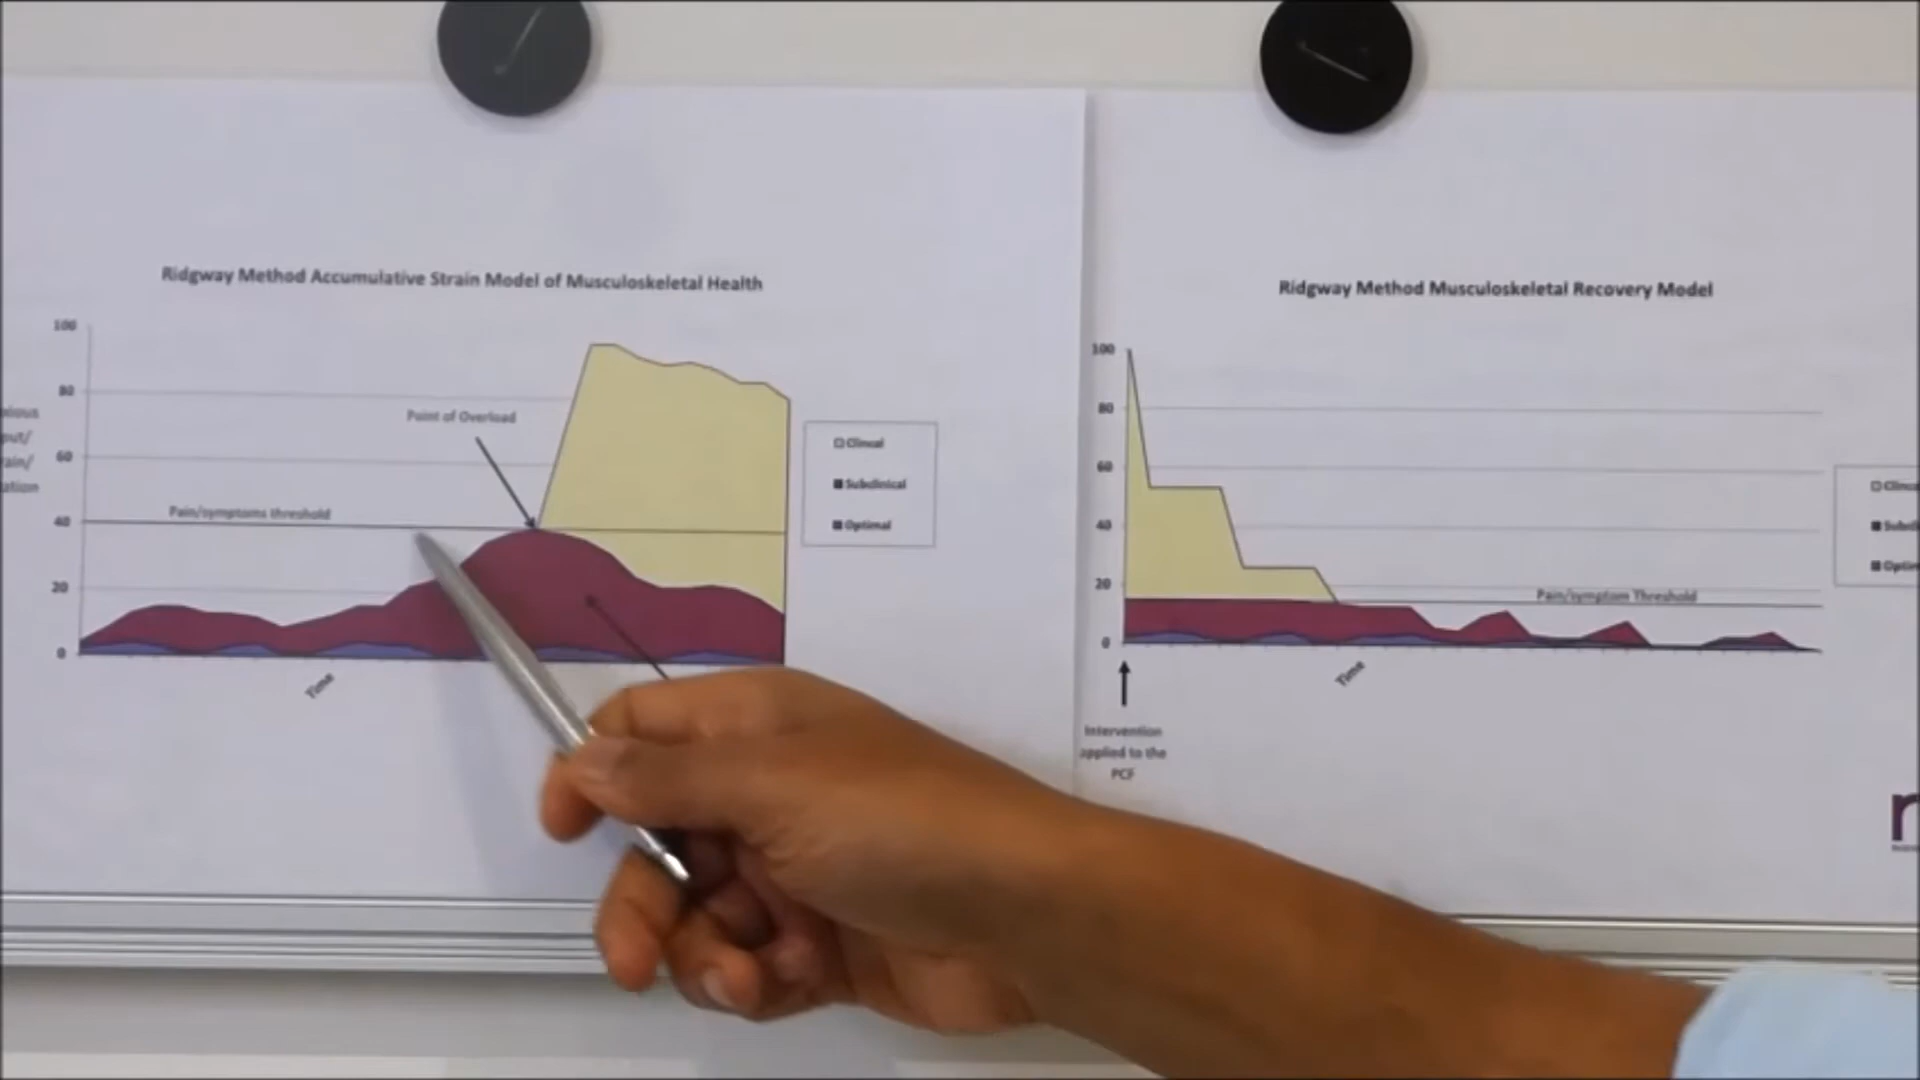 Ridgway Method Accumulative Strain Model of Musculoskeletal Health
100
80
60
40
20
0
Point of Overload
Pain/symptoms threshold
Clincal
Subclinical
Optimal
Time
Ridgway Method Musculoskeletal Recovery Model
100
80
60
40
20
0
Pain/symptom Threshold
Time
Intervention
applied to the
PCF